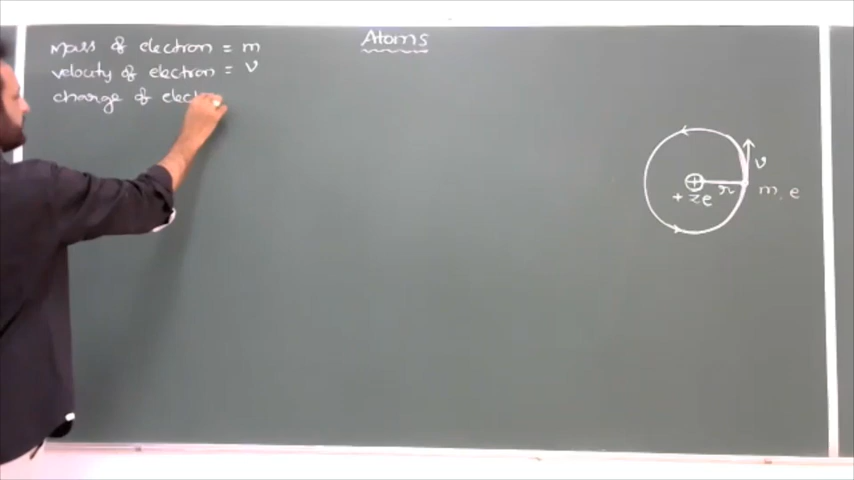 Atoms
Mass of electron = m
velocity of electron = v
charge of elect
v
r
m, e
+ze